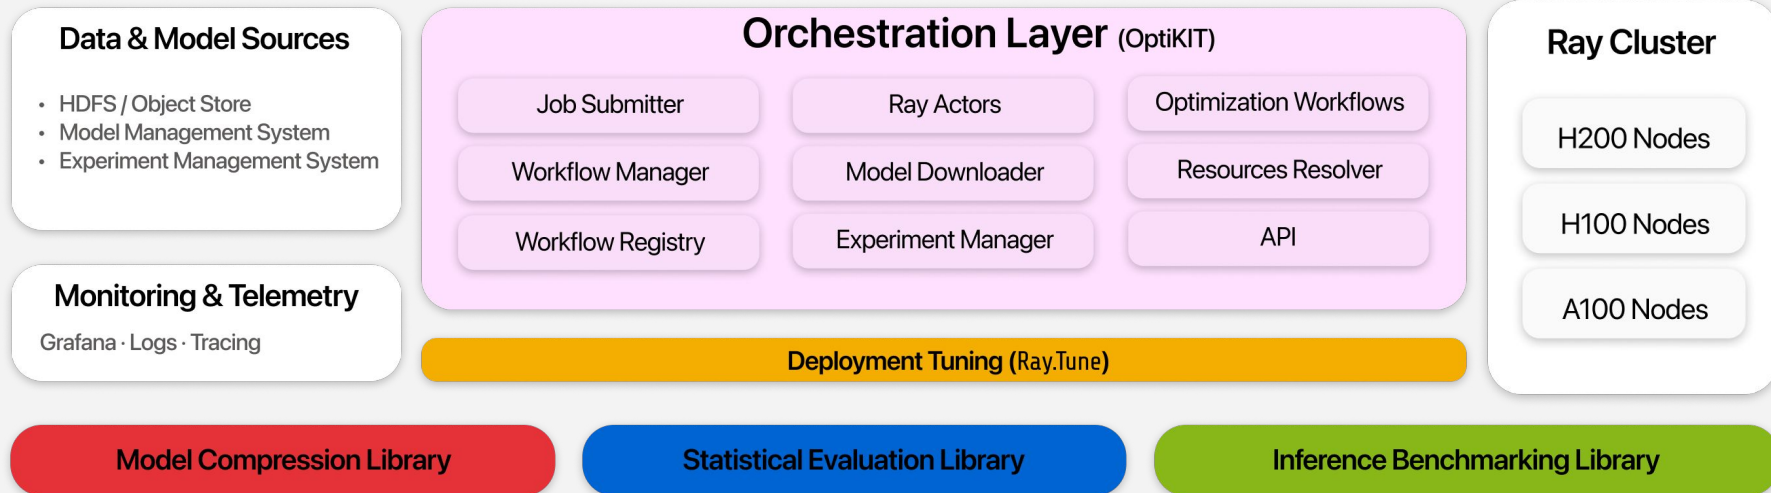 Data & Model Sources
• HDFS / Object Store
• Model Management System
• Experiment Management System
Monitoring & Telemetry
Grafana · Logs · Tracing
Orchestration Layer (OptiKIT)
Job Submitter
Ray Actors
Optimization Workflows
Workflow Manager
Model Downloader
Resources Resolver
Workflow Registry
Experiment Manager
API
Deployment Tuning (Ray.Tune)
Ray Cluster
H200 Nodes
H100 Nodes
A100 Nodes
Model Compression Library
Statistical Evaluation Library
Inference Benchmarking Library